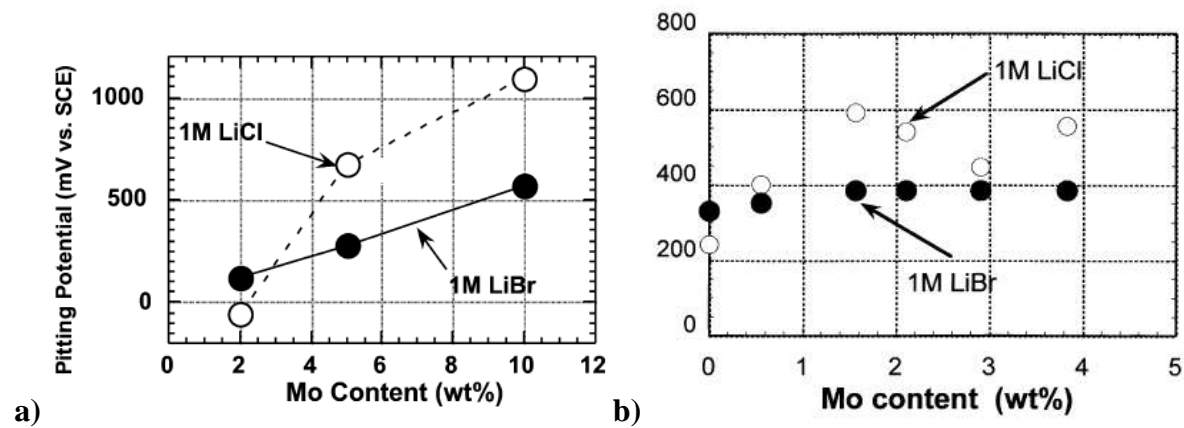 Pitting Potential (mV vs. SCE)
1000
500
0
1M LiCl
1M LiBr
0 2 4 6 8 10 12
Mo Content (wt%)
a)
800
600
400
200
0
1M LiCl
1M LiBr
0 1 2 3 4 5
Mo content (wt%)
b)